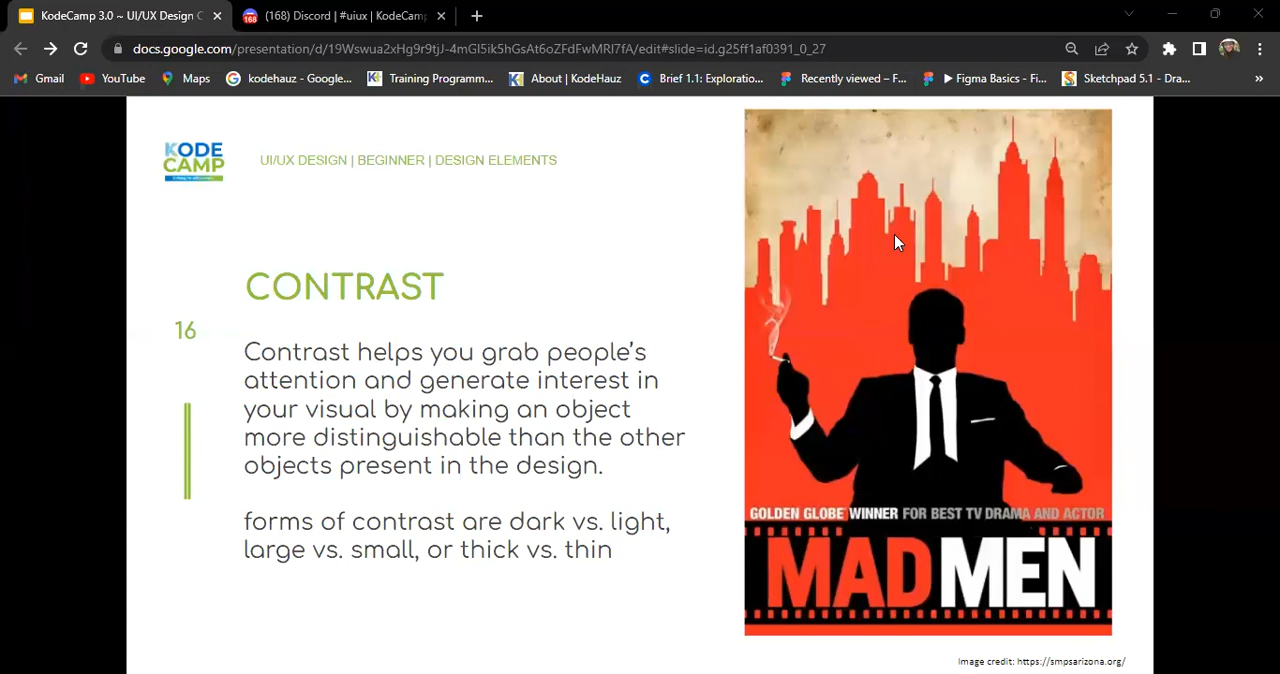 KodeCamp 3.0 ~ UI/UX Design C
(168) Discord | #uiux | KodeCamp
docs.google.com/presentation/d/19Wswua2xHg9r9tjJ-4mGl5ik5hGsAt6oZFdFwMRl7fA/edit#slide=id.g25ff1af0391_0_27
Gmail YouTube Maps kodehauz - Google... Training Programm... About | KodeHauz Brief 1.1: Exploratio... Recently viewed – F... ▶ Figma Basics - Fi... Sketchpad 5.1 - Dra... »
KODE
CAMP
UI/UX DESIGN | BEGINNER | DESIGN ELEMENTS
CONTRAST
16
Contrast helps you grab people’s
attention and generate interest in
your visual by making an object
more distinguishable than the other
objects present in the design.
forms of contrast are dark vs. light,
large vs. small, or thick vs. thin
GOLDEN GLOBE WINNER FOR BEST TV DRAMA AND ACTOR
MADMEN
Image credit: https://smpsarizona.org/